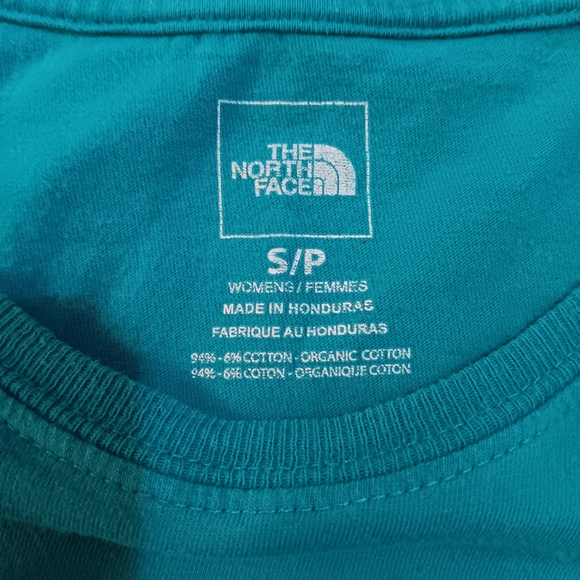 THE
NORTH
FACE
S/P
WOMENS / FEMMES
MADE IN HONDURAS
FABRIQUE AU HONDURAS
94% - 6% COTTON - ORGANIC COTTON
94% - 6% COTON - ORGANIQUE COTON